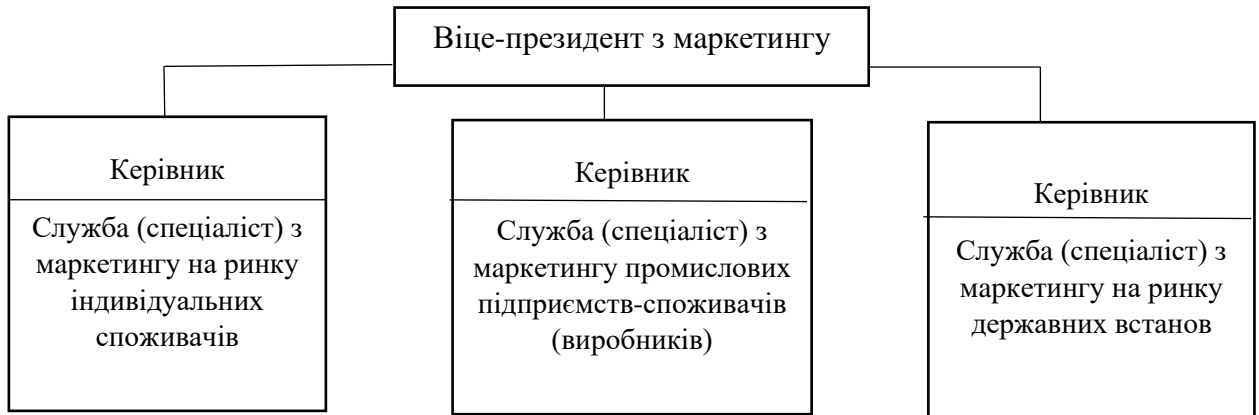 Віце-президент з маркетингу
Керівник
Служба (спеціаліст) з
маркетингу на ринку
індивідуальних
споживачів
Керівник
Служба (спеціаліст) з
маркетингу промислових
підприємств-споживачів
(виробників)
Керівник
Служба (спеціаліст) з
маркетингу на ринку
державних встанов